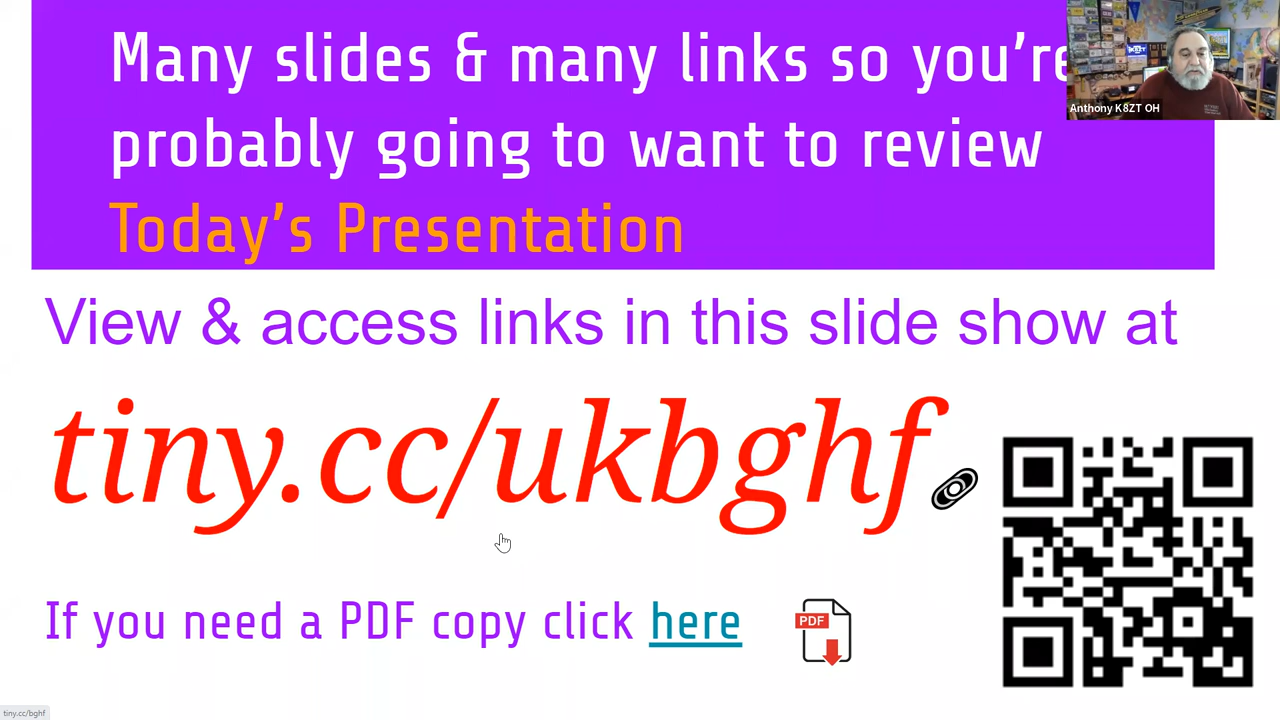 Many slides & many links so you're
probably going to want to review
Today's Presentation
Anthony K8ZT OH
View & access links in this slide show at
tiny.cc/ukbghf
If you need a PDF copy click here
PDF
tiny.cc/bghf